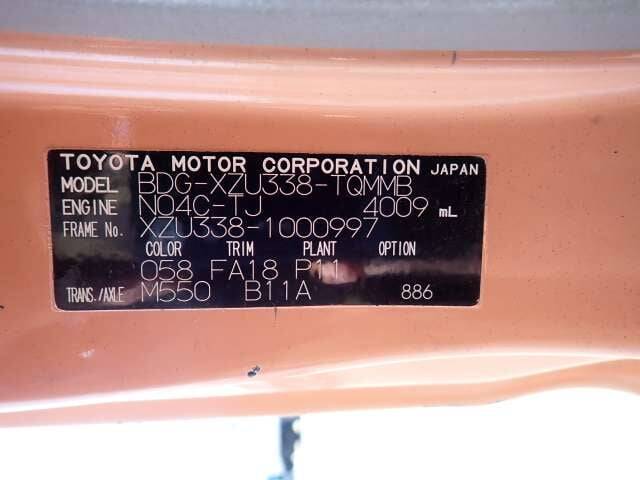 TOYOTA MOTOR CORPORATION JAPAN
MODEL BDG-XZU338-TQMMB
ENGINE N04C-TJ 4009 mL
FRAME No. XZU338-1000997
COLOR TRIM PLANT OPTION
058 FA18 P11
TRANS./AXLE M550 B11A 886